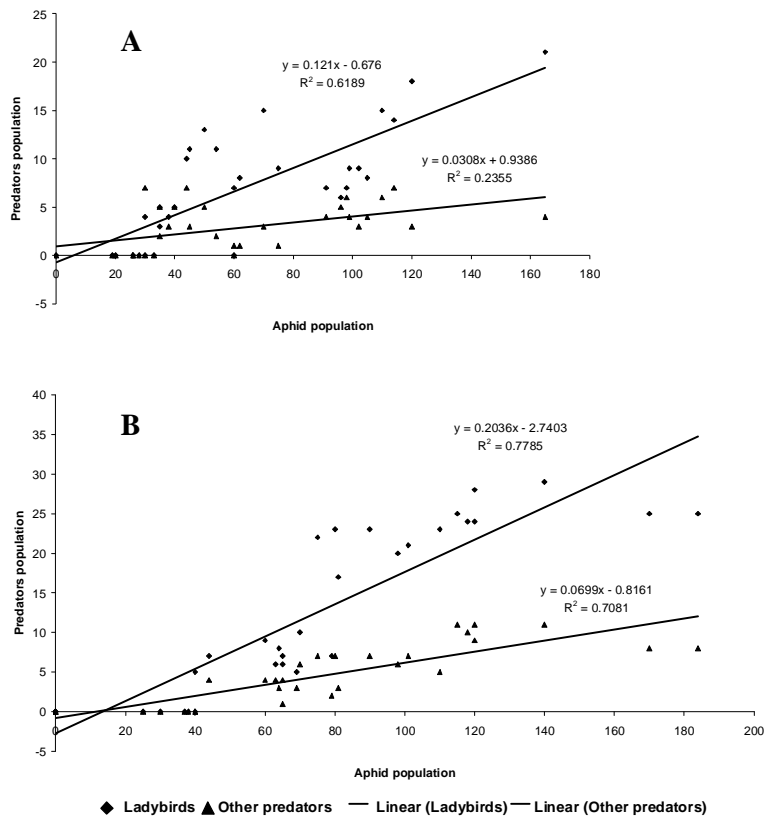 A
y = 0.121x - 0.676
R² = 0.6189
y = 0.0308x + 0.9386
R² = 0.2355
25
20
15
10
5
0
-5
0 20 40 60 80 100 120 140 160 180
Predators population
Aphid population
B
y = 0.2036x - 2.7403
R² = 0.7785
y = 0.0699x - 0.8161
R² = 0.7081
40
35
30
25
20
15
10
5
0
-5
0 20 40 60 80 100 120 140 160 180 200
Predators population
Aphid population
Ladybirds Other predators Linear (Ladybirds) Linear (Other predators)